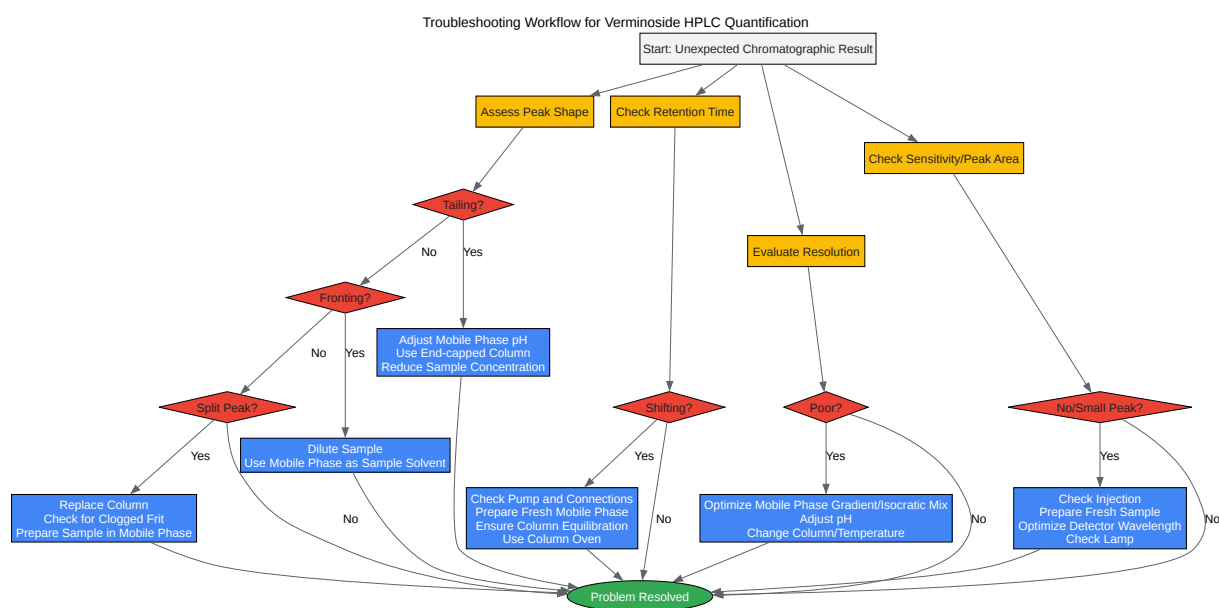 Troubleshooting Workflow for Verminoside HPLC Quantification
Start: Unexpected Chromatographic Result
Assess Peak Shape
Check Retention Time
Check Sensitivity/Peak Area
Tailing?
Evaluate Resolution
No
Yes
Fronting?
Adjust Mobile Phase pH
Use End-capped Column
Reduce Sample Concentration
No
Yes
Split Peak?
Shifting?
Poor?
No/Small Peak?
Dilute Sample
Use Mobile Phase as Sample Solvent
Yes
Yes
Yes
Yes
Replace Column
Check for Clogged Frit
Prepare Sample in Mobile Phase
No
Check Pump and Connections
Prepare Fresh Mobile Phase
Ensure Column Equilibration
Use Column Oven
No
Optimize Mobile Phase Gradient/Isocratic Mix
Adjust pH
Change Column/Temperature
No
Check Injection
Prepare Fresh Sample
Optimize Detector Wavelength
Check Lamp
No
Problem Resolved